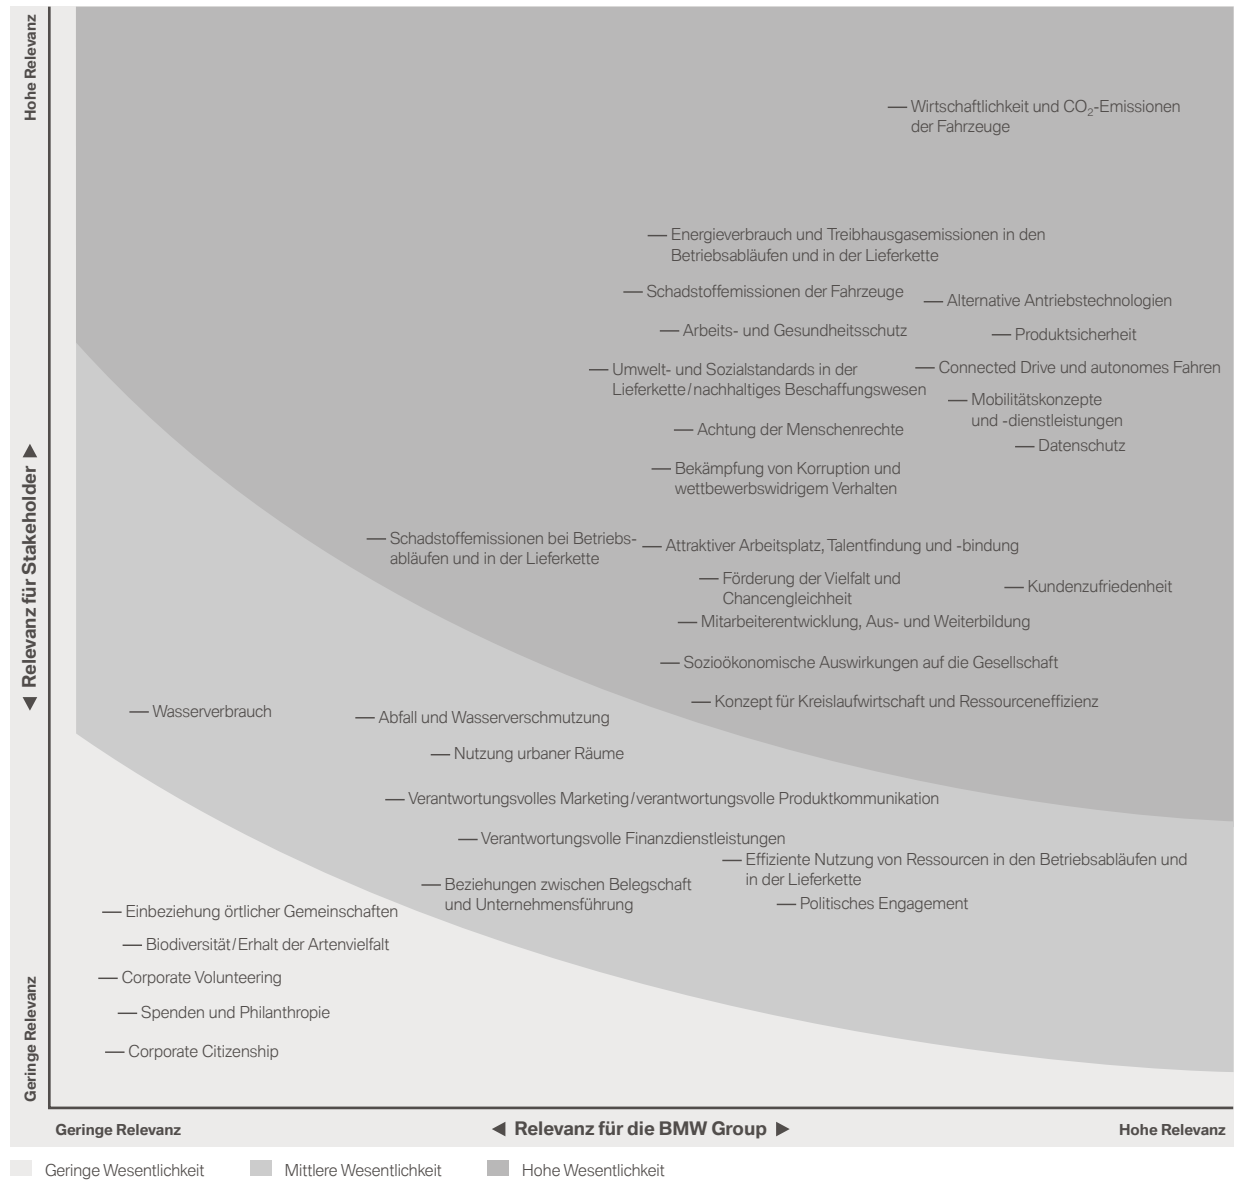 Hohe Relevanz
— Wirtschaftlichkeit und CO₂-Emissionen
der Fahrzeuge
— Energieverbrauch und Treibhausgasemissionen in den
Betriebsabläufen und in der Lieferkette
— Schadstoffemissionen der Fahrzeuge
— Alternative Antriebstechnologien
— Arbeits- und Gesundheitsschutz
— Produktsicherheit
— Umwelt- und Sozialstandards in der
Lieferkette/nachhaltiges Beschaffungswesen
— Connected Drive und autonomes Fahren
— Mobilitätskonzepte
und -dienstleistungen
— Achtung der Menschenrechte
— Datenschutz
— Bekämpfung von Korruption und
wettbewerbswidrigem Verhalten
◄ Relevanz für Stakeholder ►
— Schadstoffemissionen bei Betriebs-
abläufen und in der Lieferkette
— Attraktiver Arbeitsplatz, Talentfindung und -bindung
— Förderung der Vielfalt und
Chancengleichheit
— Kundenzufriedenheit
— Mitarbeiterentwicklung, Aus- und Weiterbildung
— Sozioökonomische Auswirkungen auf die Gesellschaft
— Konzept für Kreislaufwirtschaft und Ressourceneffizienz
— Wasserverbrauch
— Abfall und Wasserverschmutzung
— Nutzung urbaner Räume
— Verantwortungsvolles Marketing/verantwortungsvolle Produktkommunikation
— Verantwortungsvolle Finanzdienstleistungen
— Effiziente Nutzung von Ressourcen in den Betriebsabläufen und
in der Lieferkette
— Beziehungen zwischen Belegschaft
und Unternehmensführung
— Politisches Engagement
— Einbeziehung örtlicher Gemeinschaften
— Biodiversität/Erhalt der Artenvielfalt
— Corporate Volunteering
— Spenden und Philanthropie
— Corporate Citizenship
Geringe Relevanz
Geringe Relevanz
◄ Relevanz für die BMW Group ►
Hohe Relevanz
Geringe Wesentlichkeit
Mittlere Wesentlichkeit
Hohe Wesentlichkeit